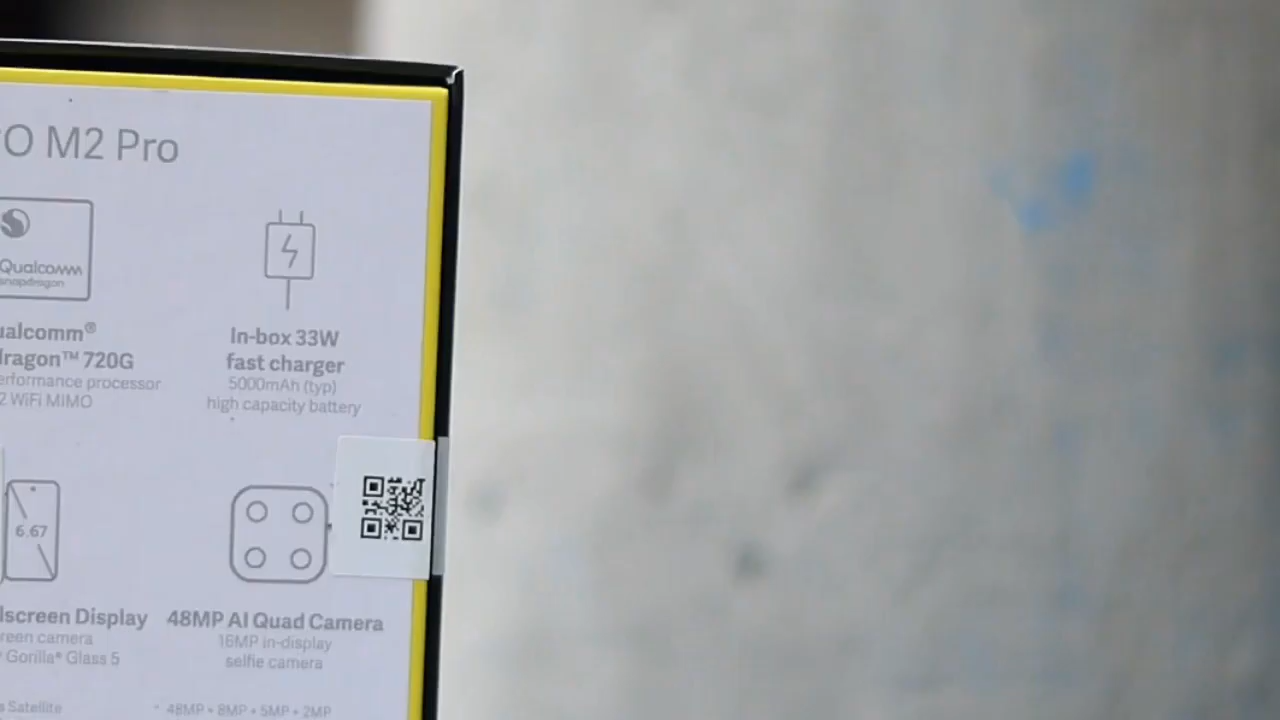 O M2 Pro
Qualcomm
snapdragon
ualcomm®
dragon™ 720G
erformance processor
2 WiFi MIMO
In-box 33W
fast charger
5000mAh (typ)
high capacity battery
6.67
lscreen Display
reen camera
Gorilla® Glass 5
48MP AI Quad Camera
16MP in-display
selfie camera
s Satellite
* 48MP + 8MP + 5MP + 2MP